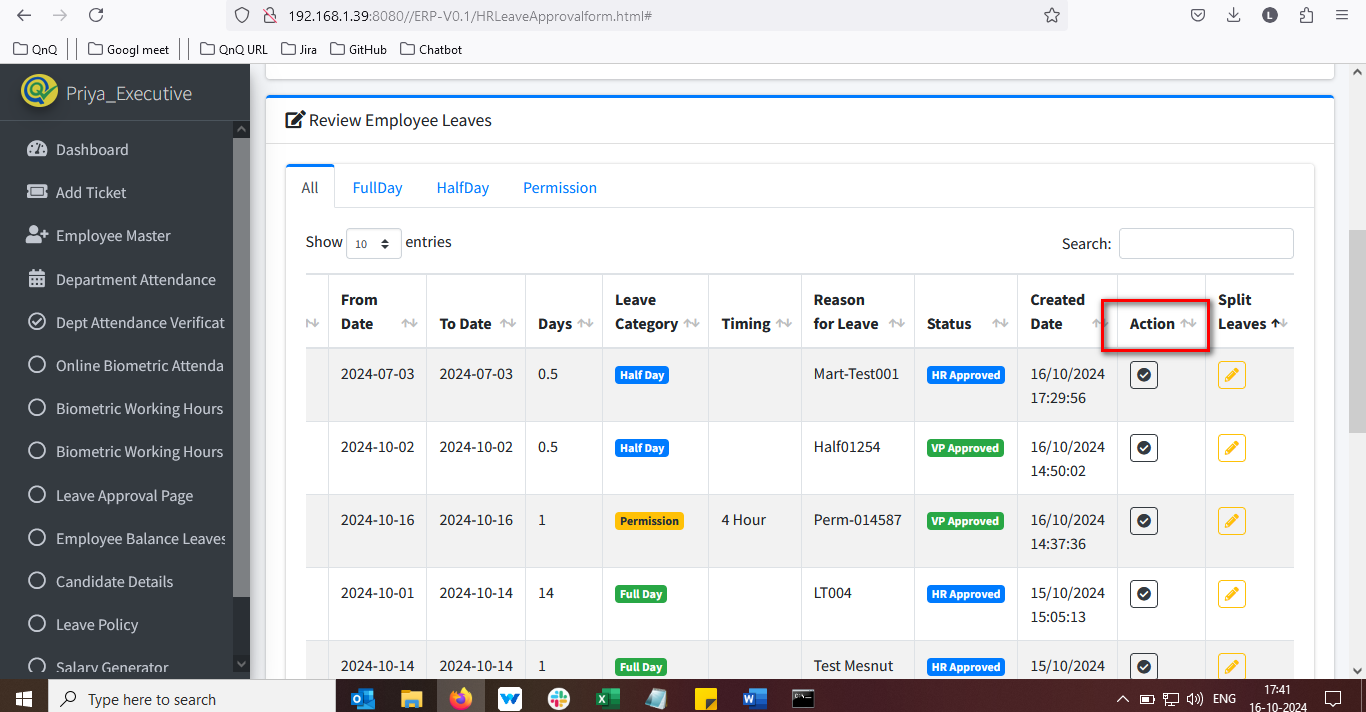 192.168.1.39:8080//ERP-V0.1/HRLeaveApprovalform.html#
L
QnQ
Googl meet
QnQ URL
Jira
GitHub
Chatbot
Priya_Executive
Dashboard
Add Ticket
Employee Master
Department Attendance
Dept Attendance Verificat
Online Biometric Attenda
Biometric Working Hours
Biometric Working Hours
Leave Approval Page
Employee Balance Leaves
Candidate Details
Leave Policy
Salary Generator
Review Employee Leaves
All FullDay HalfDay Permission
Show 10 entries
Search:
From Date To Date Days Leave Category Timing Reason for Leave Status Created Date Action Split Leaves
2024-07-03 2024-07-03 0.5 Half Day Mart-Test001 HR Approved 16/10/2024
17:29:56
2024-10-02 2024-10-02 0.5 Half Day Half01254 VP Approved 16/10/2024
14:50:02
2024-10-16 2024-10-16 1 Permission 4 Hour Perm-014587 VP Approved 16/10/2024
14:37:36
2024-10-01 2024-10-14 14 Full Day LT004 HR Approved 15/10/2024
15:05:13
2024-10-14 2024-10-14 1 Full Day Test Mesnut HR Approved 15/10/2024
Type here to search
ENG
17:41
16-10-2024